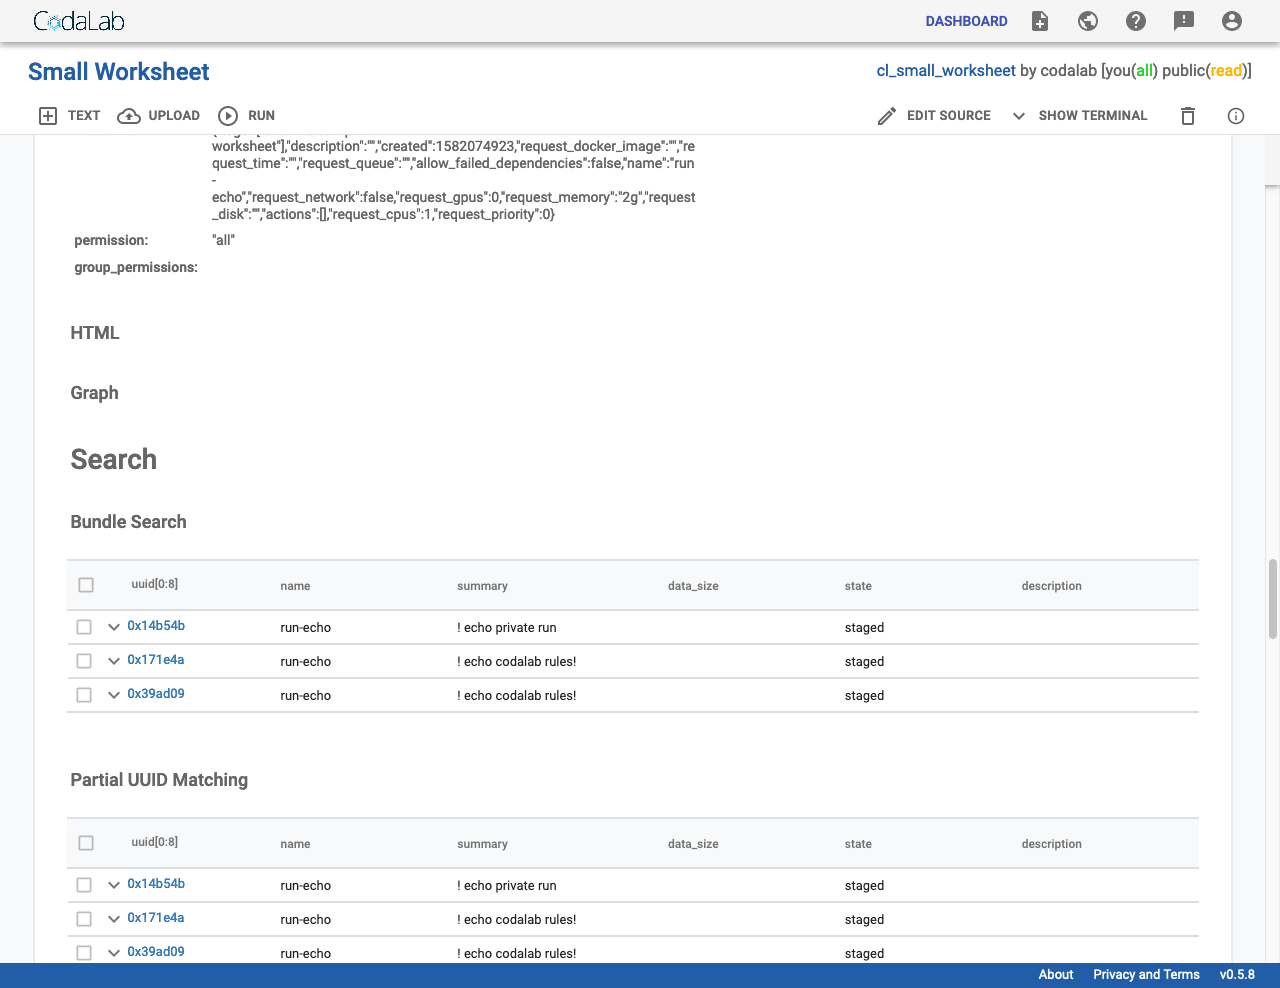 CodaLab
DASHBOARD
Small Worksheet
cl_small_worksheet by codalab [you(all) public(read)]
TEXT UPLOAD RUN
EDIT SOURCE SHOW TERMINAL
worksheet"],"description":"","created":1582074923,"request_docker_image":"","re
quest_time":"","request_queue":"","allow_failed_dependencies":false,"name":"run
-
echo","request_network":false,"request_gpus":0,"request_memory":"2g","request
_disk":"","actions":[],"request_cpus":1,"request_priority":0}
permission: "all"
group_permissions:
HTML
Graph
Search
Bundle Search
uuid[0:8] name summary data_size state description
0x14b54b run-echo ! echo private run staged
0x171e4a run-echo ! echo codalab rules! staged
0x39ad09 run-echo ! echo codalab rules! staged
Partial UUID Matching
uuid[0:8] name summary data_size state description
0x14b54b run-echo ! echo private run staged
0x171e4a run-echo ! echo codalab rules! staged
0x39ad09 run-echo ! echo codalab rules! staged
About Privacy and Terms v0.5.8